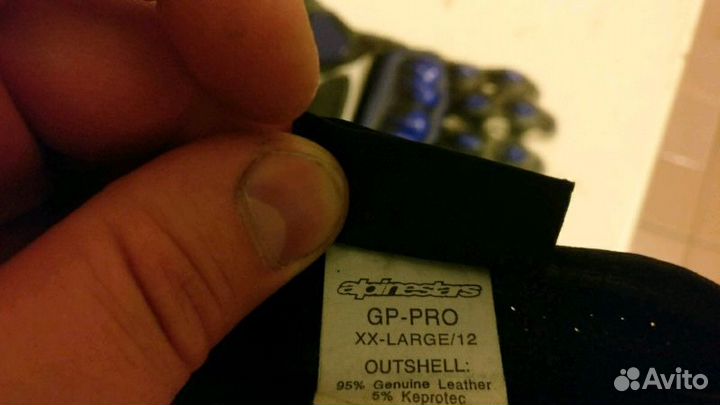 alpinestars
GP-PRO
XX-LARGE/12
OUTSHELL:
95% Genuine Leather
5% Keprotec
Avito